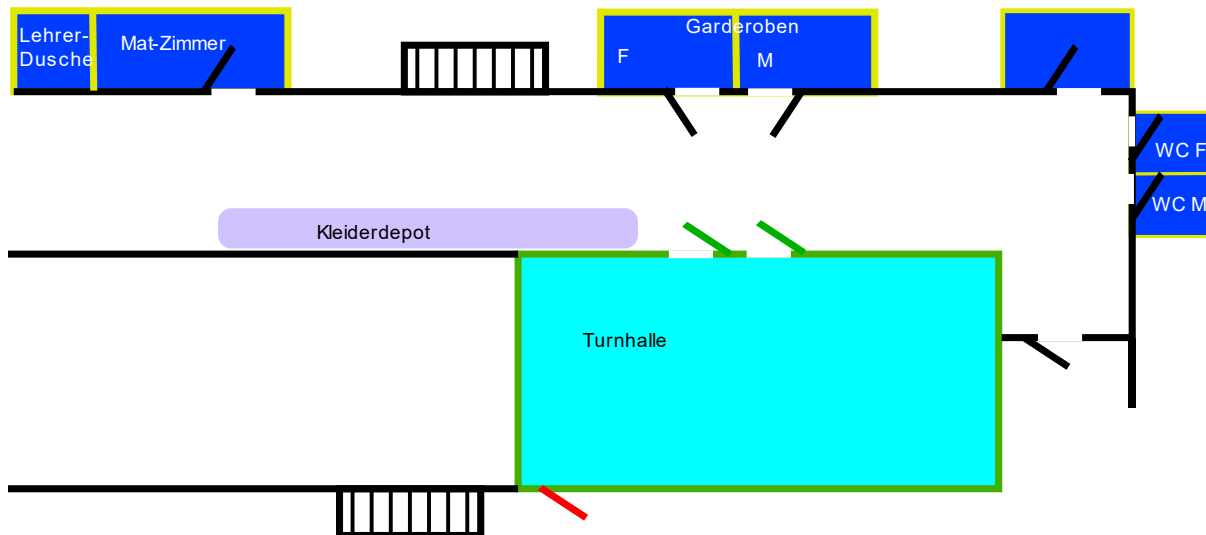 Lehrer-
Dusche
Mat-Zimmer
Garderoben
F
M
WC F
WC M
Kleiderdepot
Turnhalle